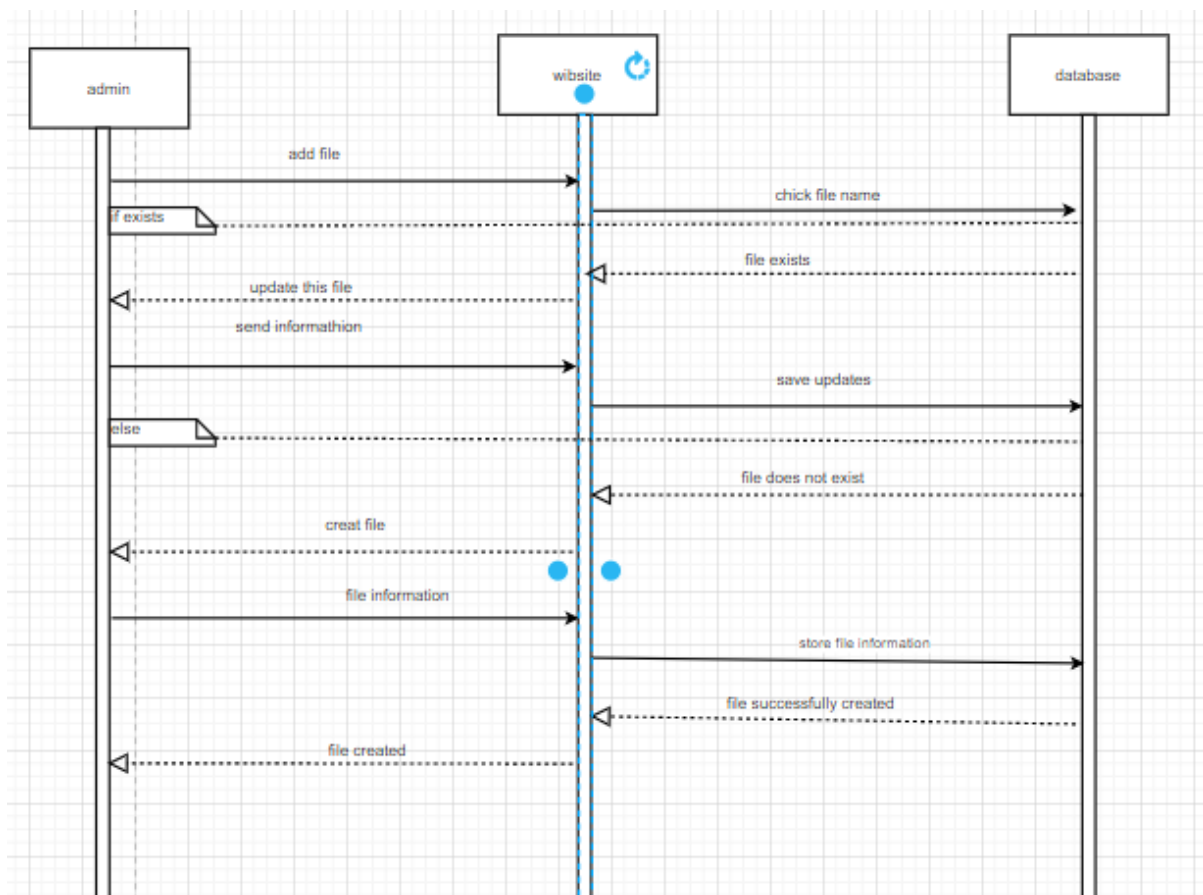 admin
wibsite
database
add file
chick file name
if exists
file exists
update this file
send informathion
save updates
else
file does not exist
creat file
file information
store file information
file successfully created
file created